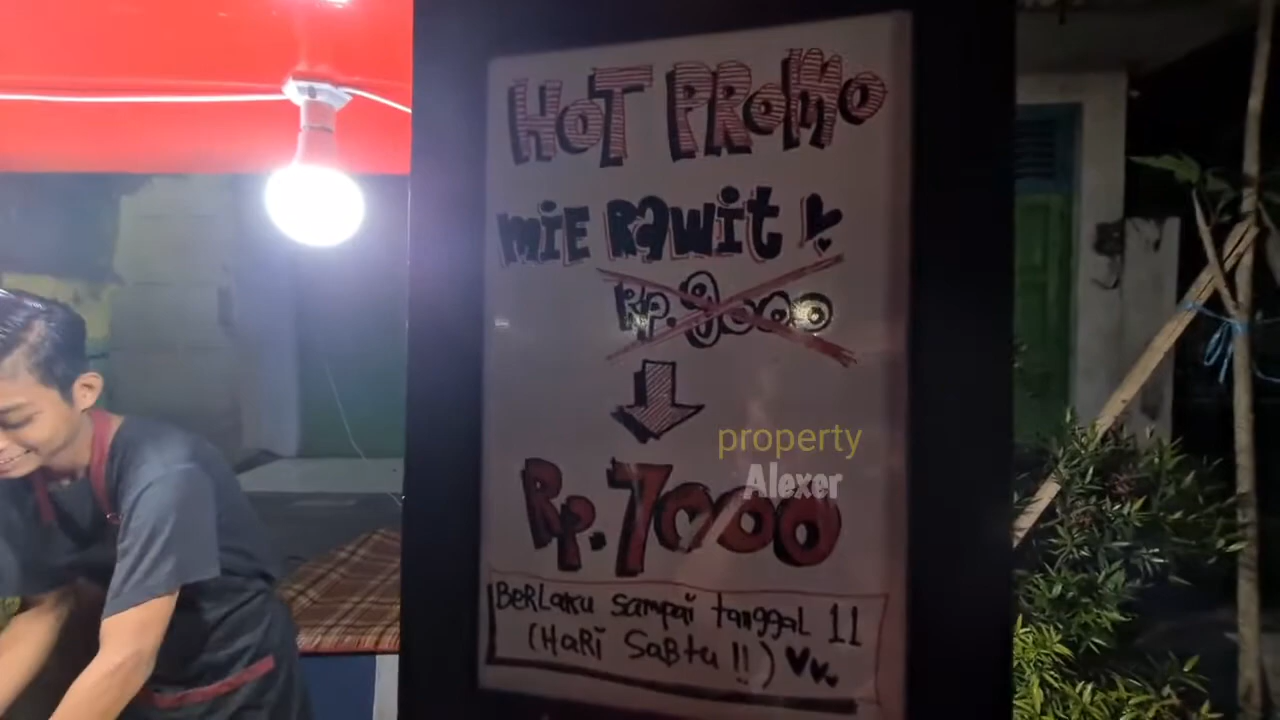 HOT PROMO
MIE RAWIT
Rp. 9000
Rp. 7000
BERLAKU SAMPAI TANGGAL 11
(HARI SABTU !!)
property
Alexer